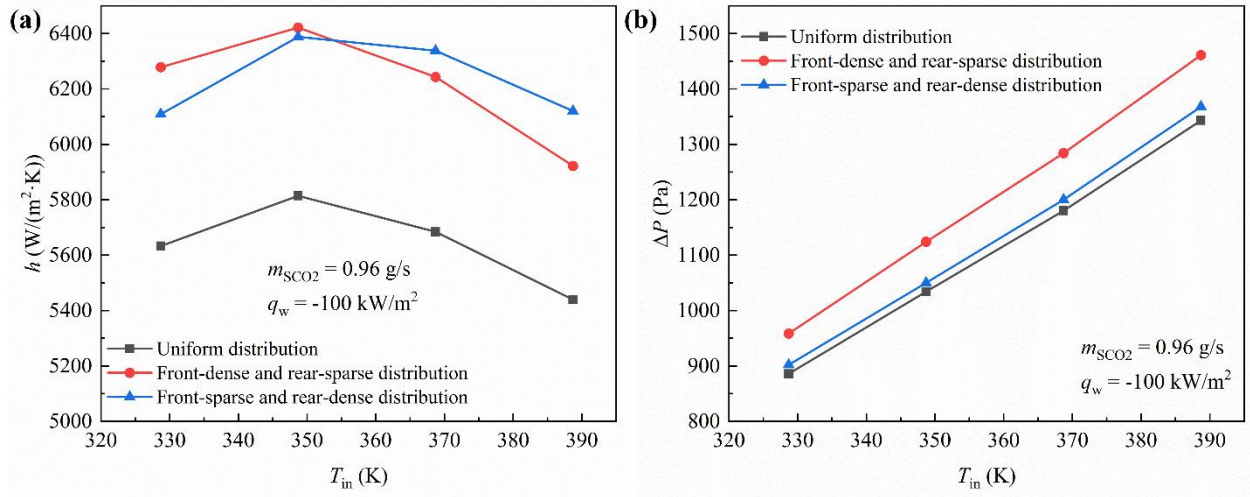 (a)
6400
6200
6000
5800
5600
5400
5200
5000
h (W/(m²·K))
m_SCO2 = 0.96 g/s
q_w = -100 kW/m²
Uniform distribution
Front-dense and rear-sparse distribution
Front-sparse and rear-dense distribution
320 330 340 350 360 370 380 390
T_in (K)
(b)
1500
1400
1300
1200
1100
1000
900
800
ΔP (Pa)
Uniform distribution
Front-dense and rear-sparse distribution
Front-sparse and rear-dense distribution
m_SCO2 = 0.96 g/s
q_w = -100 kW/m²
320 330 340 350 360 370 380 390
T_in (K)